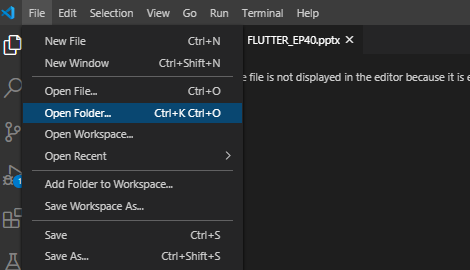 File Edit Selection View Go Run Terminal Help
New File Ctrl+N
New Window Ctrl+Shift+N
FLUTTER_EP40.pptx
Open File... Ctrl+O
file is not displayed in the editor because it is
Open Folder... Ctrl+K Ctrl+O
Open Workspace...
Open Recent
Add Folder to Workspace...
Save Workspace As...
Save Ctrl+S
Save As... Ctrl+Shift+S
1